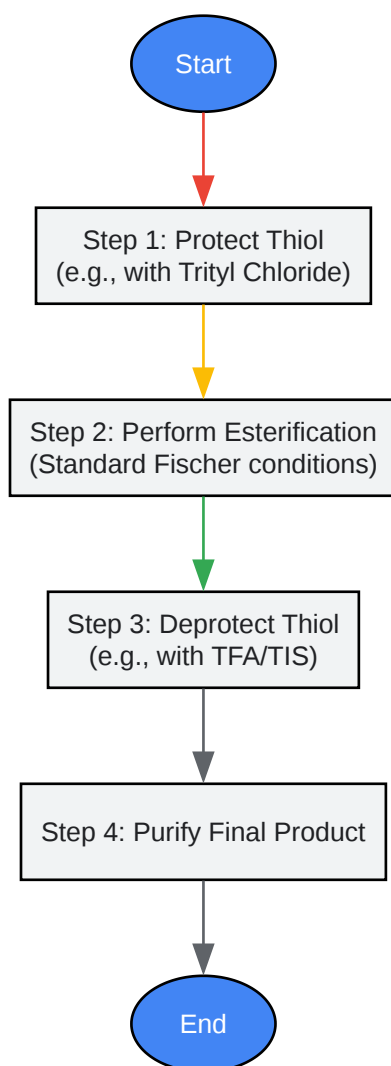 Start
Step 1: Protect Thiol
(e.g., with Trityl Chloride)
Step 2: Perform Esterification
(Standard Fischer conditions)
Step 3: Deprotect Thiol
(e.g., with TFA/TIS)
Step 4: Purify Final Product
End